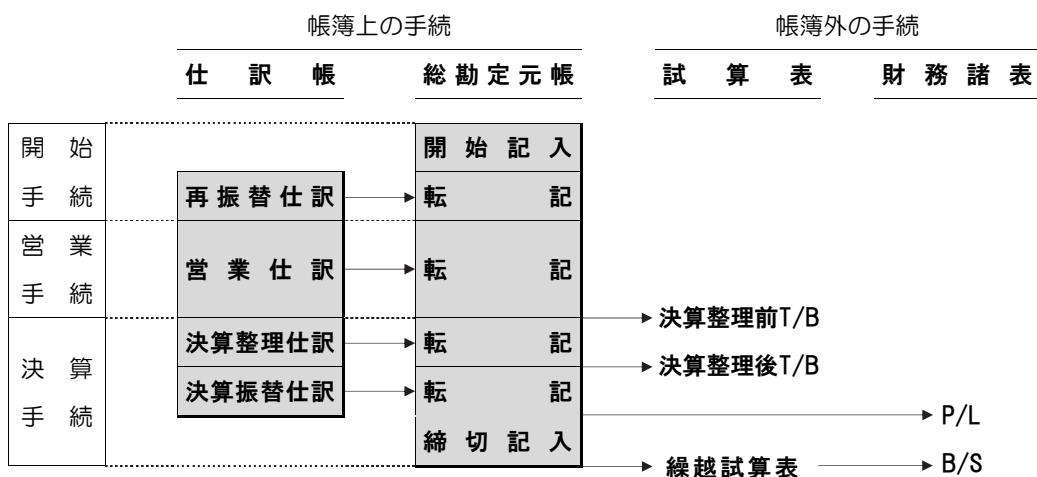 帳簿上の手続 帳簿外の手続
仕訳帳 総勘定元帳 試算表 財務諸表
開始 開始記入
手続 再振替仕訳 転記
営業
営業仕訳 転記
手続
決算整理前T/B
決算整理仕訳 転記
決算 決算整理後T/B
決算振替仕訳 転記
手続 P/L
締切記入
繰越試算表 B/S